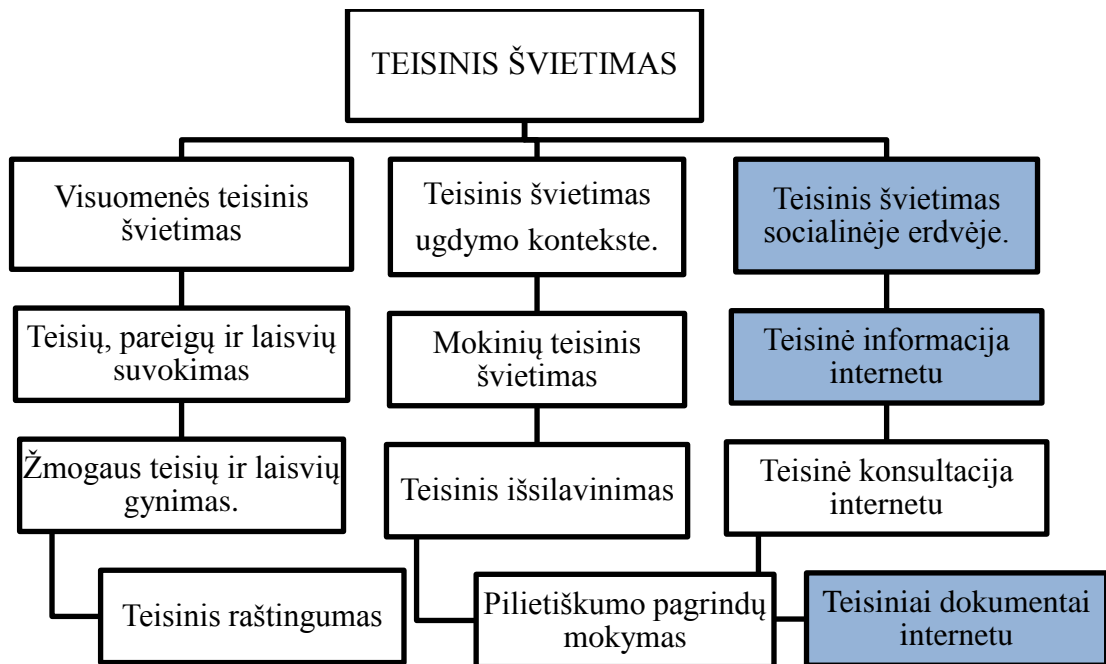 TEISINIS ŠVIETIMAS
Visuomenės teisinis
švietimas
Teisinis švietimas
ugdymo kontekste.
Teisinis švietimas
socialinėje erdvėje.
Teisių, pareigų ir laisvių
suvokimas
Mokinių teisinis
švietimas
Teisinė informacija
internetu
Žmogaus teisių ir laisvių
gynimas.
Teisinis išsilavinimas
Teisinė konsultacija
internetu
Teisinis raštingumas
Pilietiškumo pagrindų
mokymas
Teisiniai dokumentai
internetu